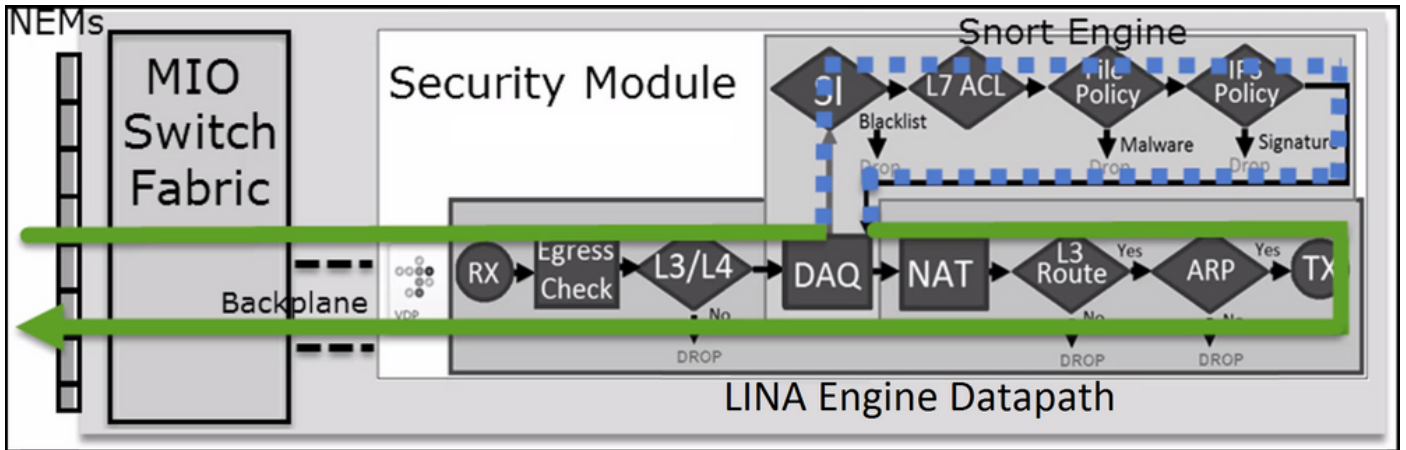 NEMs
MIO
Switch
Fabric
Backplane
Security Module
VDP
Snort Engine
SI
L7 ACL
File
Policy
IPS
Policy
Blacklist
Malware
Signature
Drop
Drop
Drop
RX
Egress
Check
L3/L4
DAQ
NAT
L3
Route
Yes
ARP
Yes
TX
No
No
No
DROP
DROP
DROP
LINA Engine Datapath